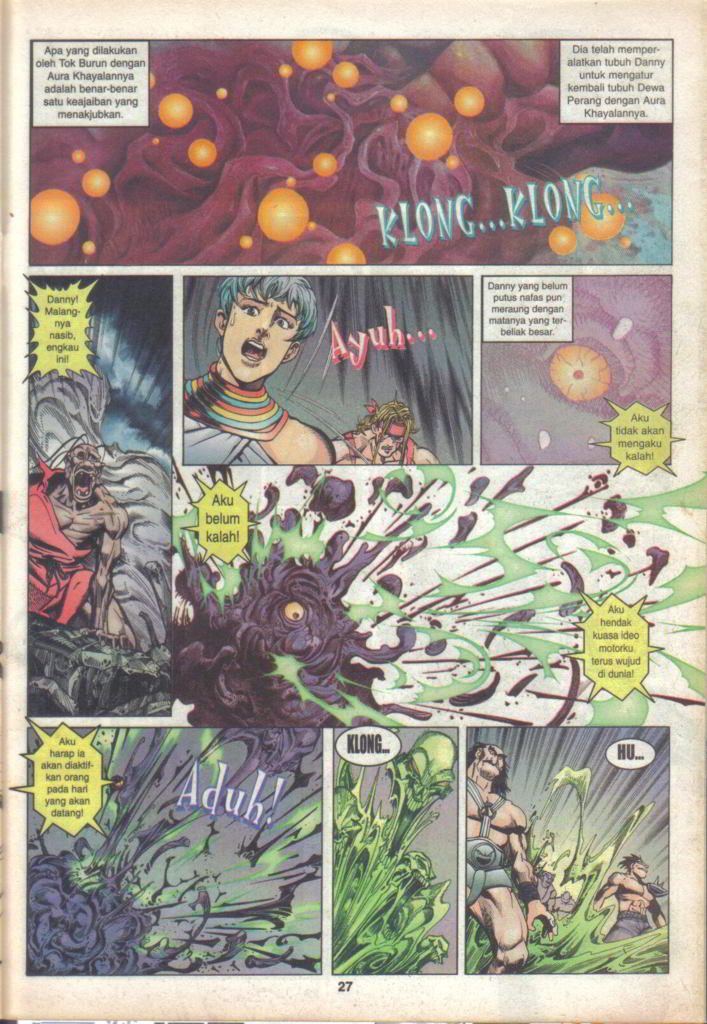 Apa yang dilakukan
oleh Tok Burun dengan
Aura Khayalannya
adalah benar-benar
satu keajaiban yang
menakjubkan.
Dia telah memper-
alatkan tubuh Danny
untuk mengatur
kembali tubuh Dewa
Perang dengan Aura
Khayalannya.
KLONG...KLONG...
Danny!
Malang-
nya
nasib,
engkau
ini!
Ayuh...
Danny yang belum
putus nafas pun
meraung dengan
matanya yang ter-
beliak besar.
Aku
tidak akan
mengaku
kalah!
Aku
belum
kalah!
Aku
hendak
kuasa ideo
motorku
terus wujud
di dunia!
Aku
harap ia
akan diaktif-
kan orang
pada hari
yang akan
datang!
Aduh!
KLONG...
HU...
27